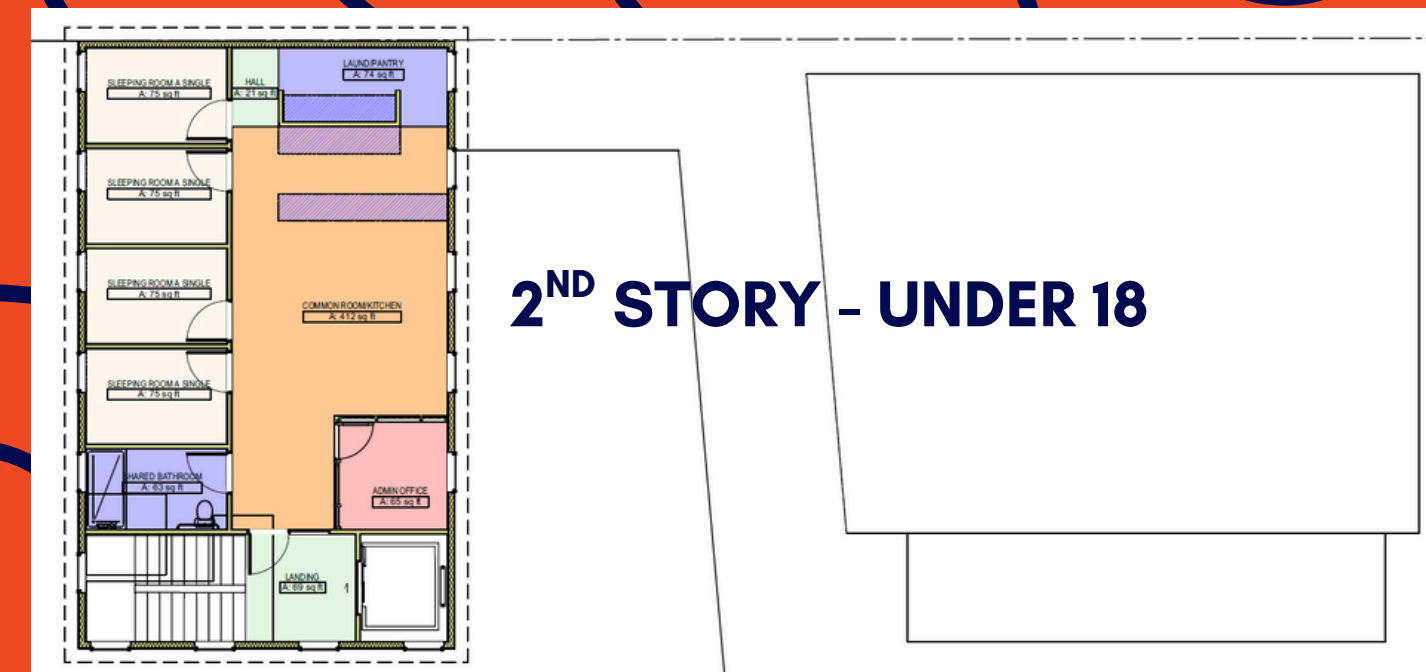 LAUND/PANTRY
A: 74 sq ft
SLEEPING ROOM A SINGLE
A: 75 sq ft
HALL
A: 21 sq ft
SLEEPING ROOM A SINGLE
A: 75 sq ft
SLEEPING ROOM A SINGLE
A: 75 sq ft
COMMON ROOM/KITCHEN
A: 412 sq ft
2ND STORY - UNDER 18
SLEEPING ROOM A SINGLE
A: 75 sq ft
SHARED BATHROOM
A: 63 sq ft
ADMIN OFFICE
A: 65 sq ft
LANDING
A: 69 sq ft
1